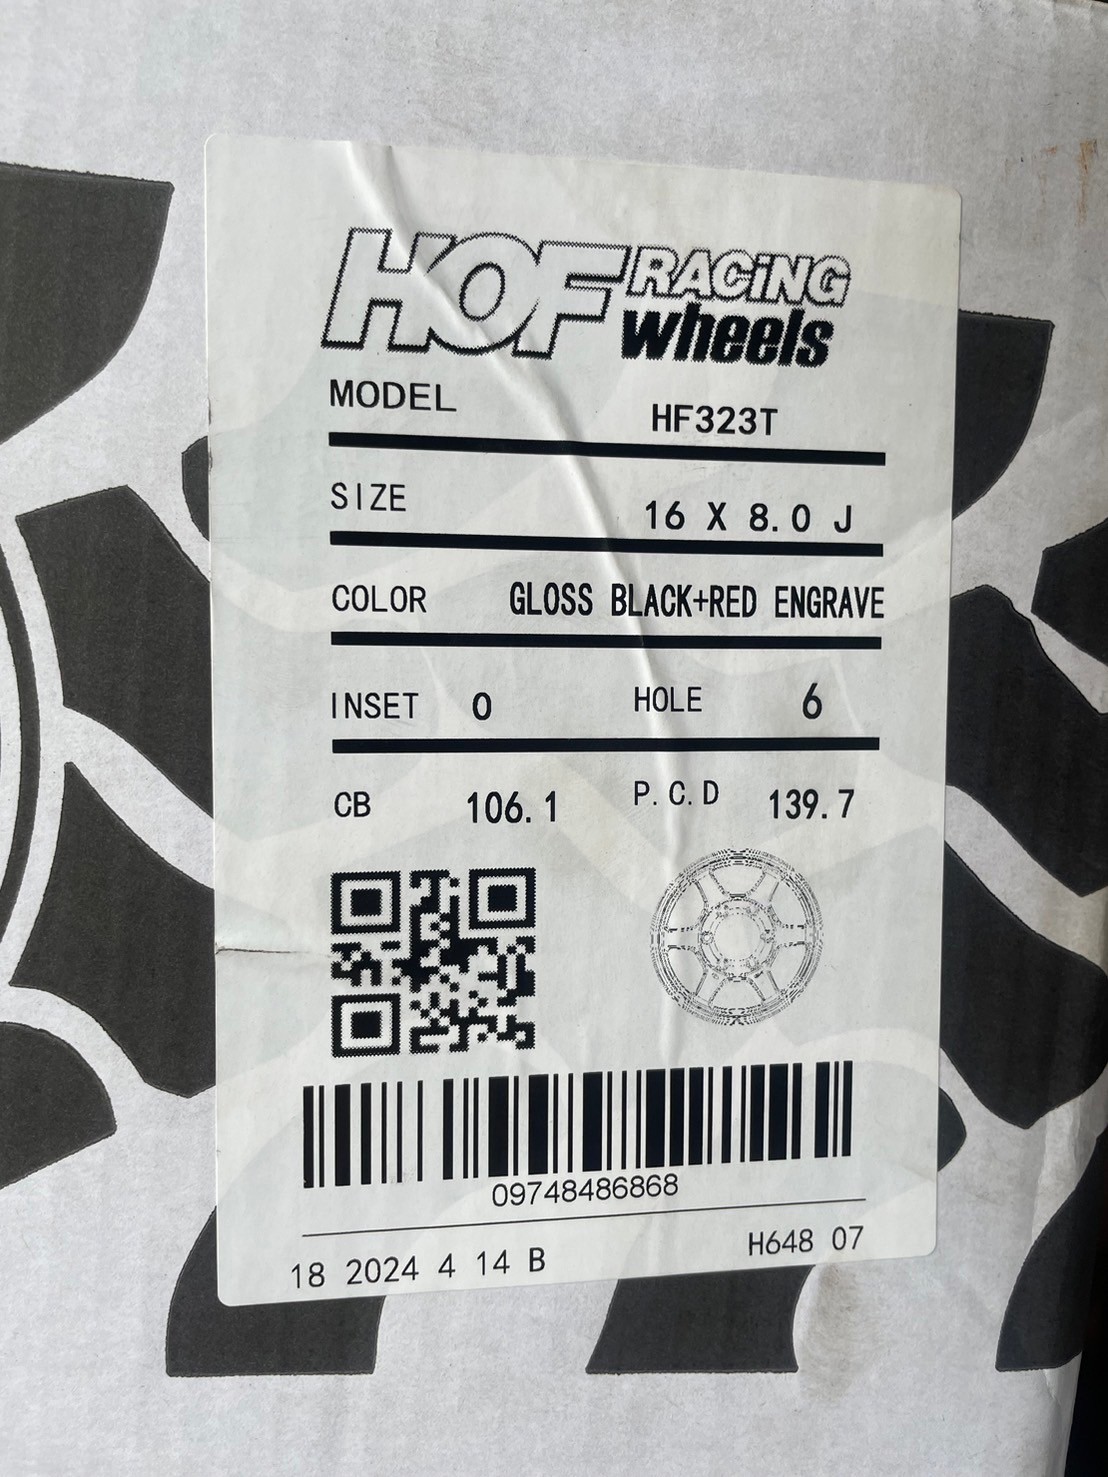 HOF RACiNG
wheels
MODEL HF323T
SIZE 16 X 8.0 J
COLOR GLOSS BLACK+RED ENGRAVE
INSET 0 HOLE 6
CB 106.1 P.C.D 139.7
09748486868
18 2024 4 14 B H648 07